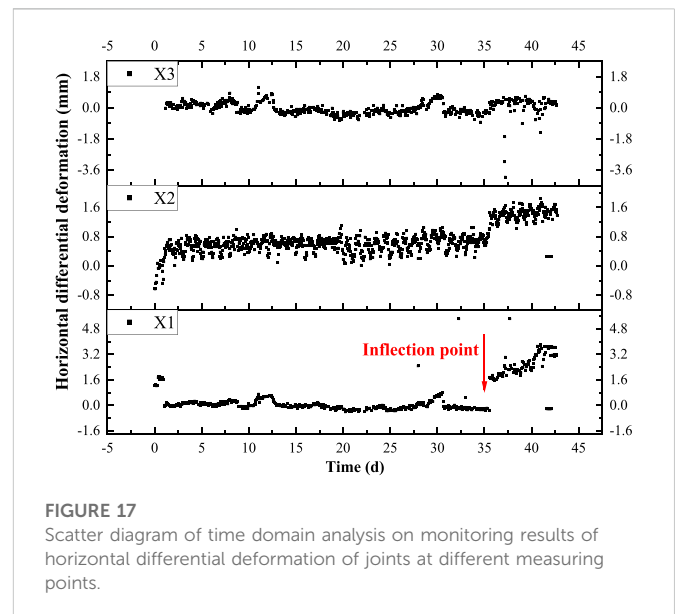 -5 0 5 10 15 20 25 30 35 40 45
Horizontal differential deformation (mm)
1.8 X3 1.8
0.0 0.0
-1.8 -1.8
-3.6 -3.6
X2
1.6 1.6
0.8 0.8
0.0 0.0
-0.8 -0.8
X1
4.8 4.8
Inflection point
3.2 3.2
1.6 1.6
0.0 0.0
-1.6 -1.6
-5 0 5 10 15 20 25 30 35 40 45
Time (d)
FIGURE 17
Scatter diagram of time domain analysis on monitoring results of
horizontal differential deformation of joints at different measuring
points.